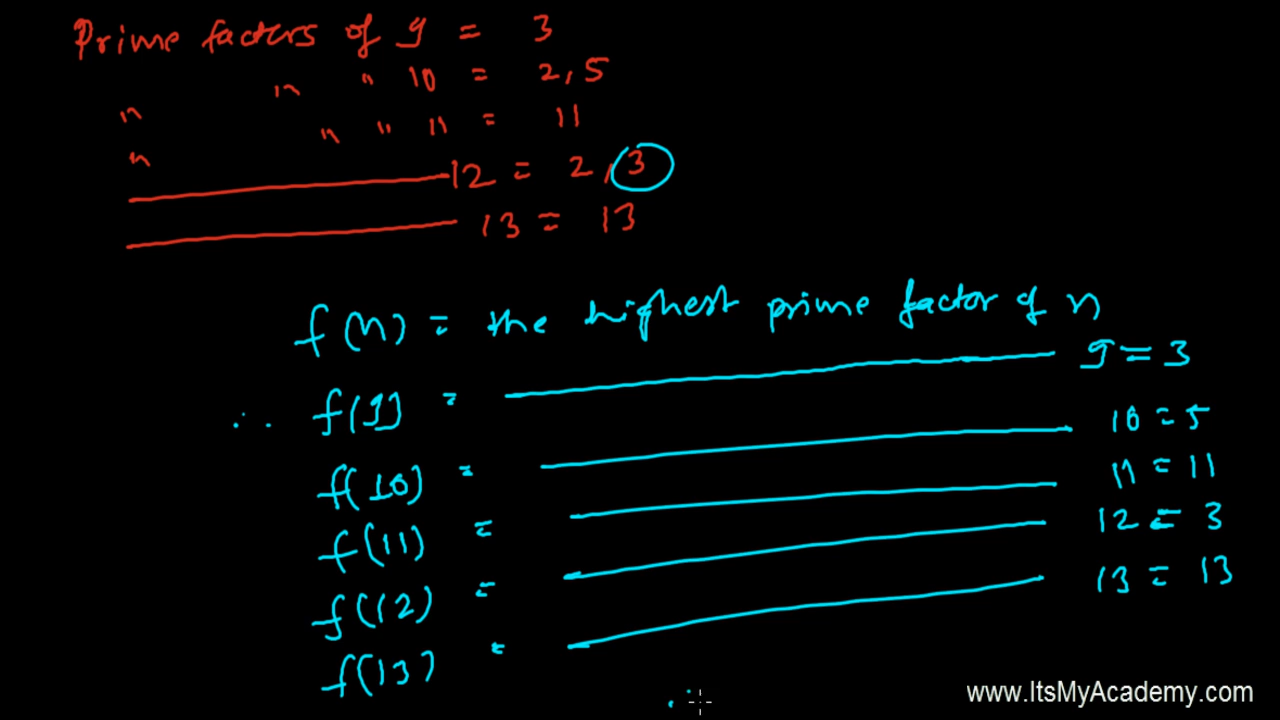 Prime factors of 9 = 3
" " " 10 = 2, 5
" " " 11 = 11
12 = 2, 3
13 = 13
f(n) = the highest prime factor of n
∴ f(9) = 9 = 3
f(10) = 10 = 5
f(11) = 11 = 11
f(12) = 12 = 3
f(13) = 13 = 13
www.ItsMyAcademy.com